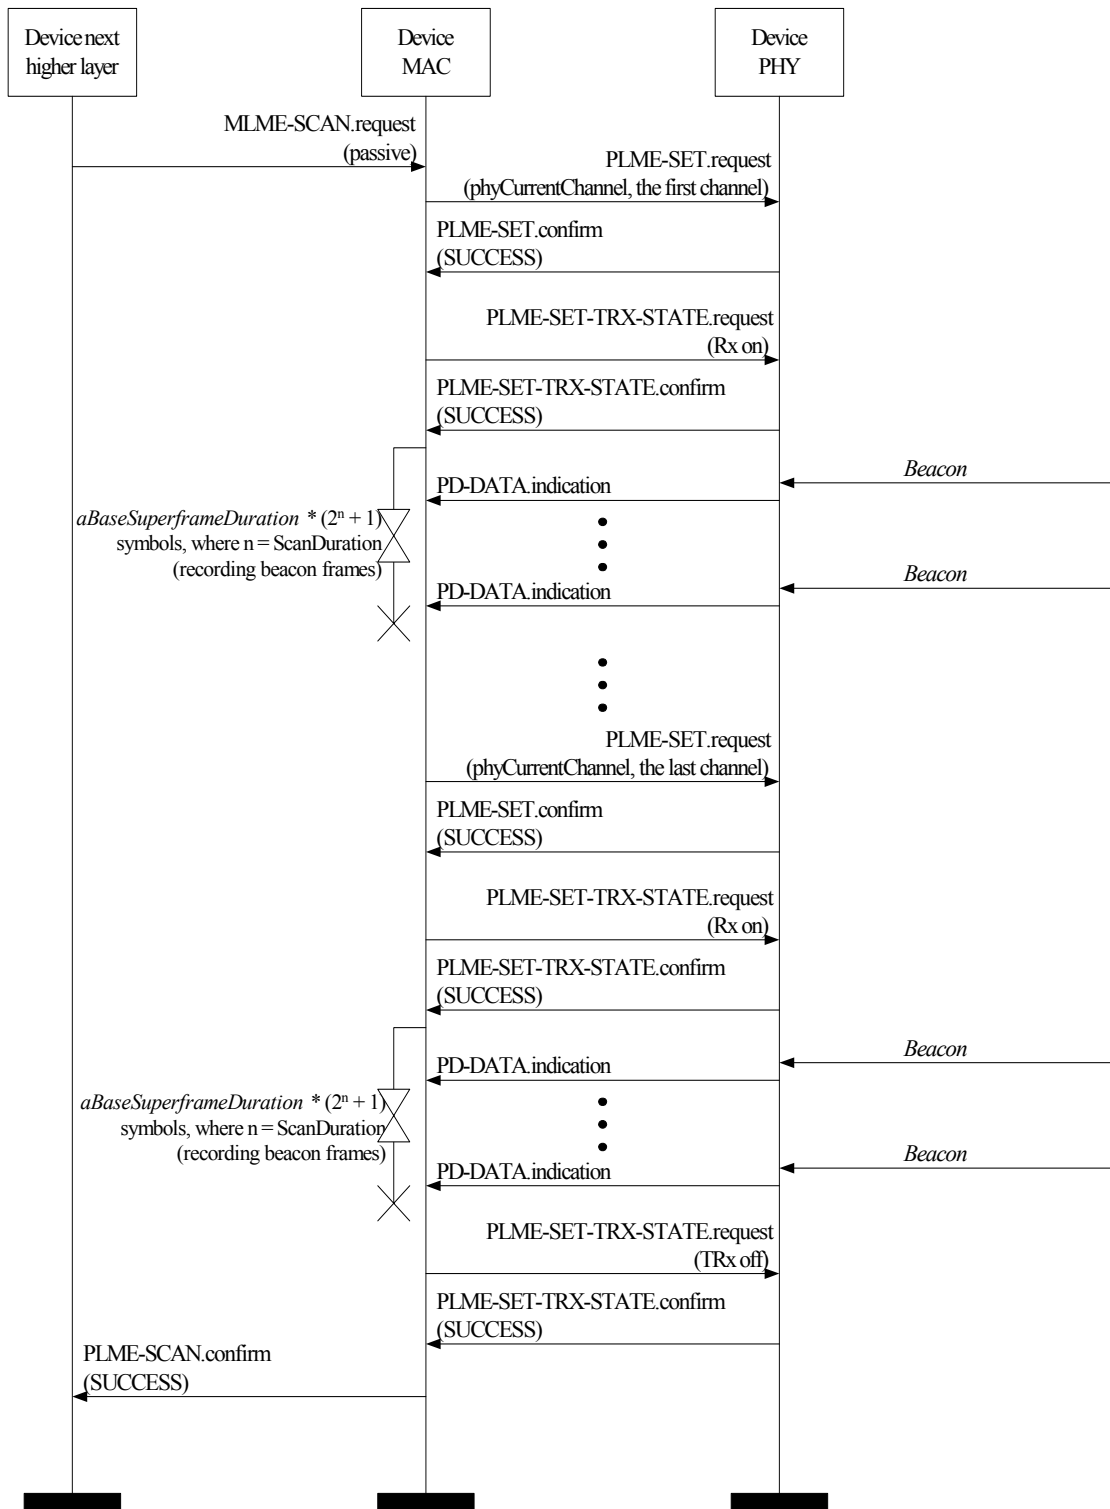 Device next
higher layer
Device
MAC
Device
PHY
MLME-SCAN.request
(passive)
PLME-SET.request
(phyCurrentChannel, the first channel)
PLME-SET.confirm
(SUCCESS)
PLME-SET-TRX-STATE.request
(Rx on)
PLME-SET-TRX-STATE.confirm
(SUCCESS)
Beacon
PD-DATA.indication
aBaseSuperframeDuration * (2ⁿ + 1)
symbols, where n = ScanDuration
(recording beacon frames)
Beacon
PD-DATA.indication
PLME-SET.request
(phyCurrentChannel, the last channel)
PLME-SET.confirm
(SUCCESS)
PLME-SET-TRX-STATE.request
(Rx on)
PLME-SET-TRX-STATE.confirm
(SUCCESS)
Beacon
PD-DATA.indication
aBaseSuperframeDuration * (2ⁿ + 1)
symbols, where n = ScanDuration
(recording beacon frames)
Beacon
PD-DATA.indication
PLME-SET-TRX-STATE.request
(TRx off)
PLME-SET-TRX-STATE.confirm
(SUCCESS)
PLME-SCAN.confirm
(SUCCESS)